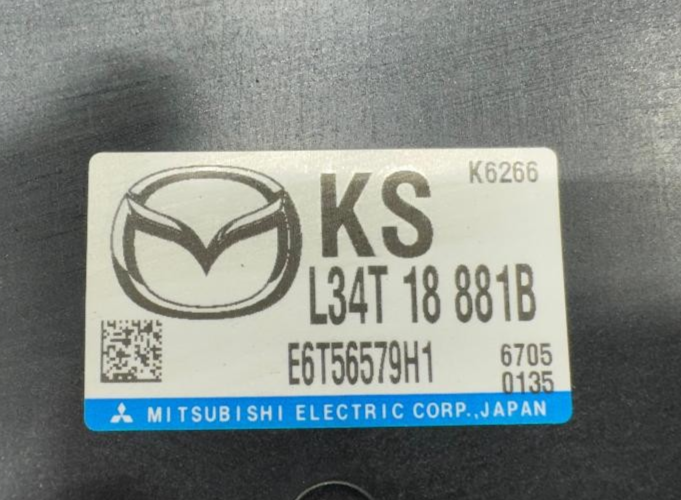 K6266
KS
L34T 18 881B
E6T56579H1
6705
0135
MITSUBISHI ELECTRIC CORP.,JAPAN